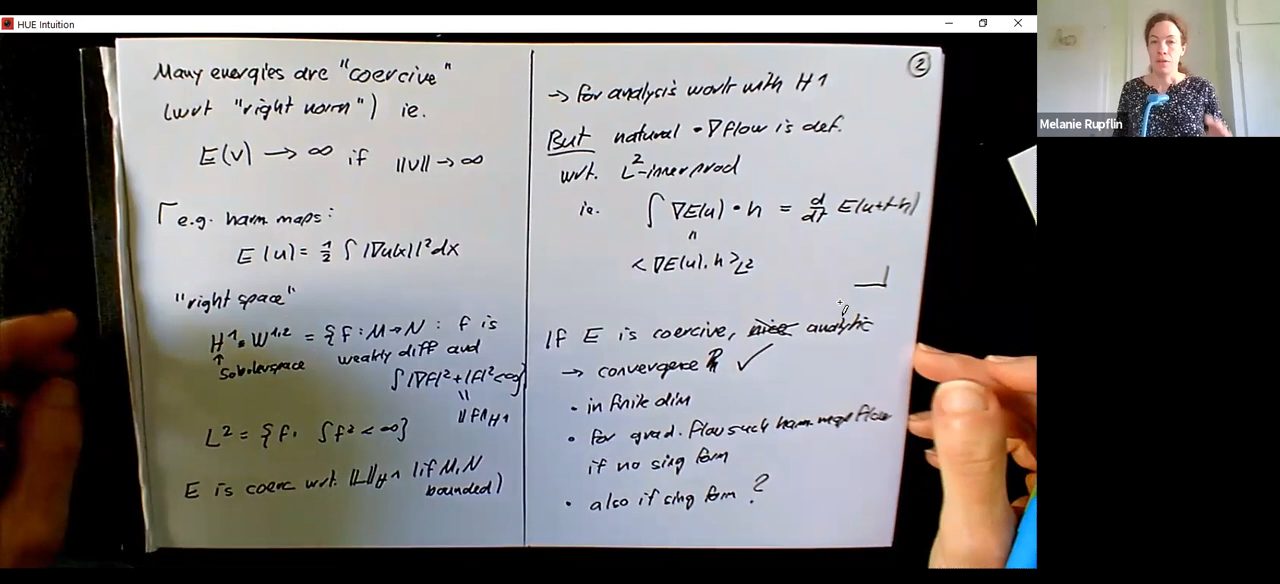 HUE Intuition
Many energies are "coercive"
(wrt "right norm") ie.
E(v) → ∞ if ||v|| → ∞
e.g. harm maps:
E(u) = 1/2 ∫ |∇u(x)|² dx
"right space"
H¹ = W^{1,2} = {f: M→N : f is
↑ weakly diff and
Sobolevspace
∫ |∇f|² + |f|² < ∞}
||
||f||_{H¹}
L² = {f, ∫f² < ∞}
E is coerc wrt. || ||_{H¹} (if M, N
bounded)
②
→ for analysis work with H1
But natural ∇flow is def.
wrt. L²-inner prod
ie. ∫ ∇E(u) • h = d/dt E(u+th)
||
<∇E(u), h>_{L²}
If E is coercive, analytic
→ convergence ✓
• in finite dim
• for grad. flow such harm map flow
if no sing form
• also if sing form ?
Melanie Rupflin